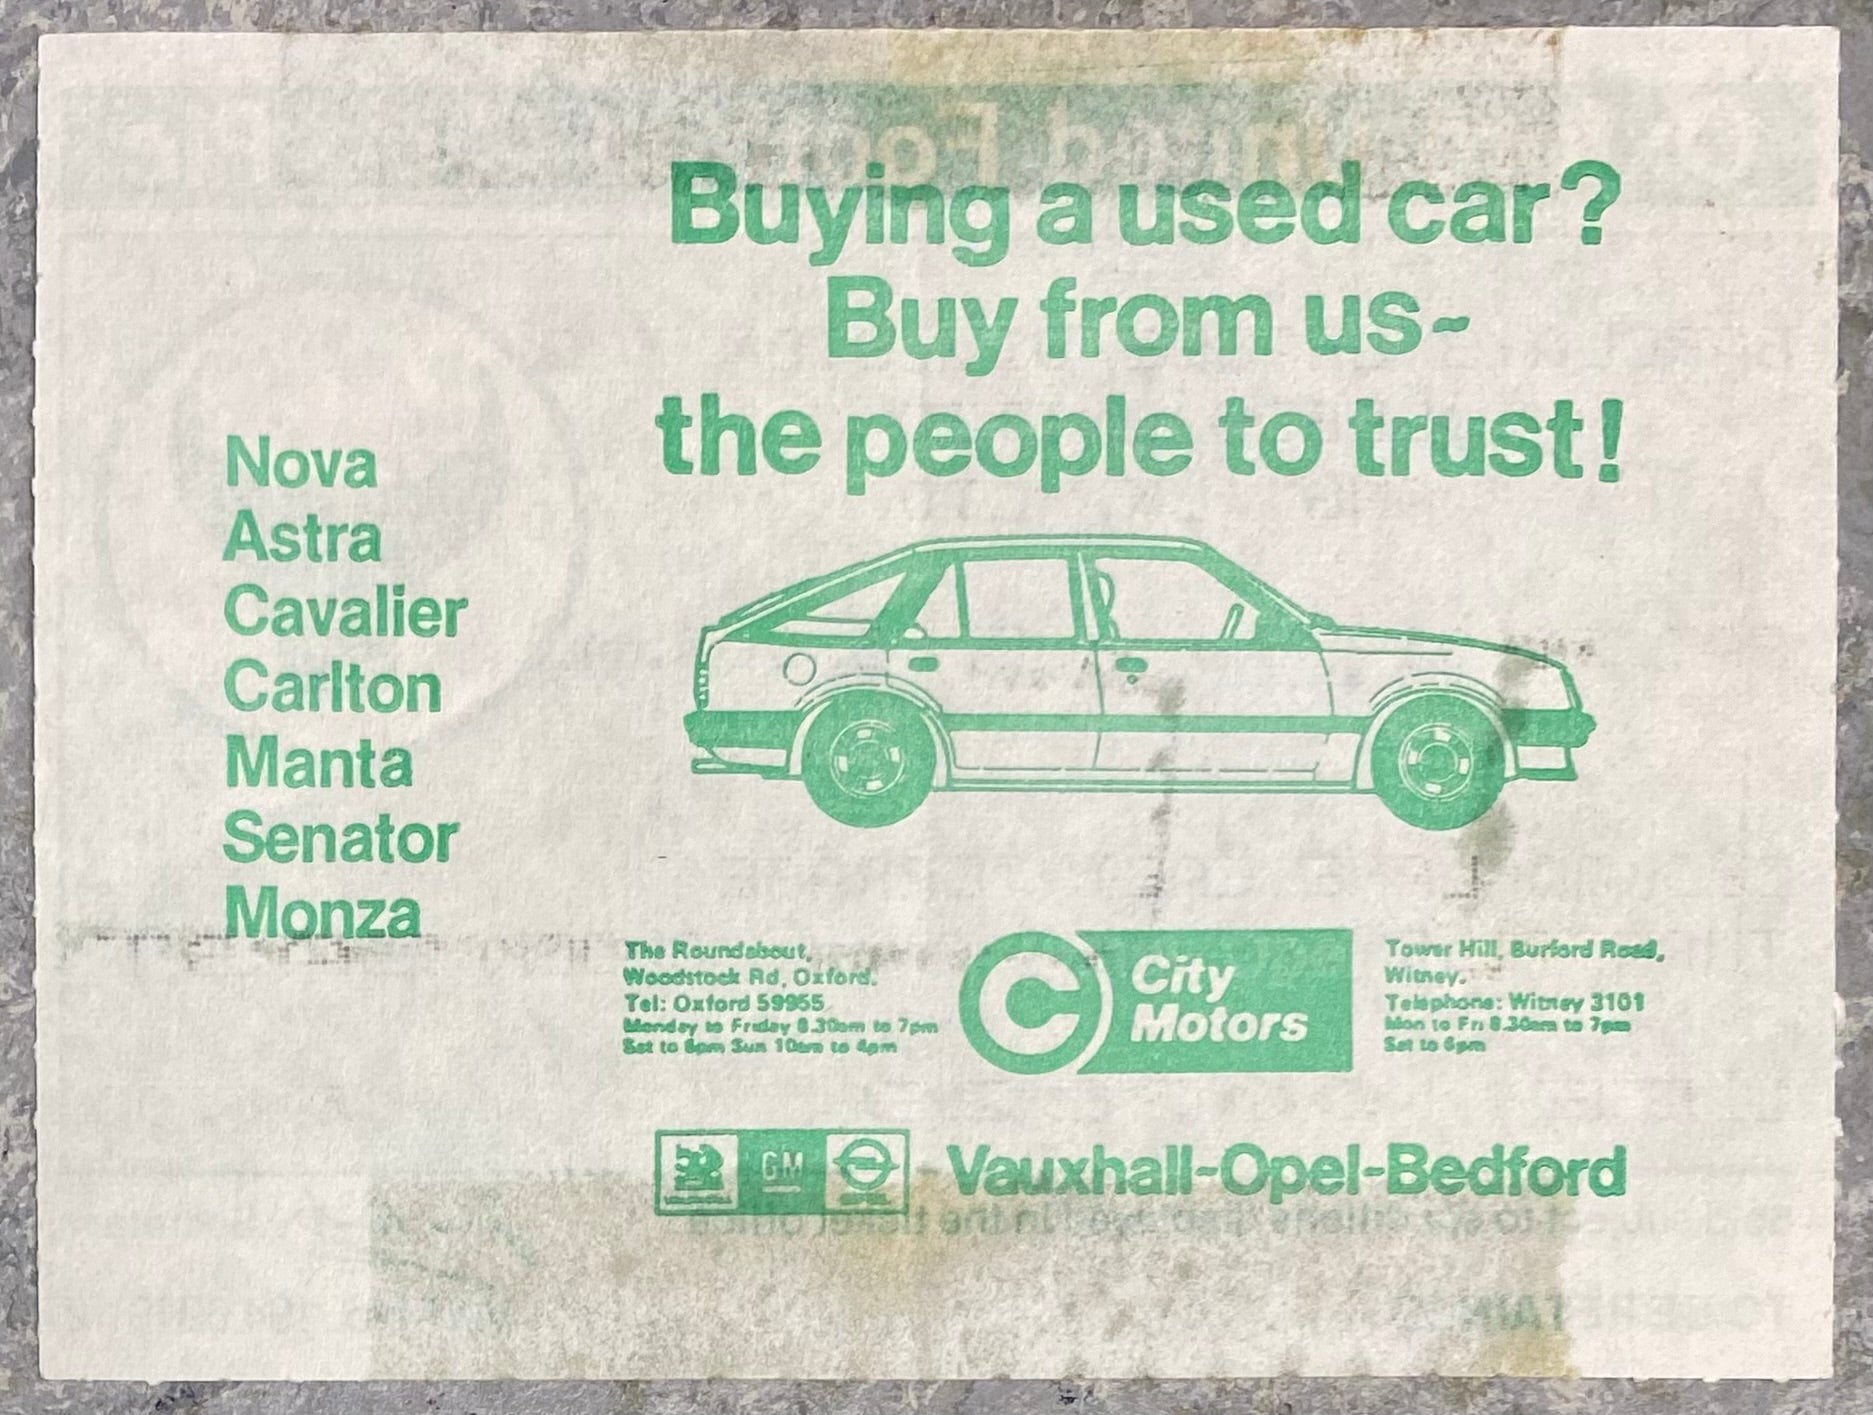 Buying a used car?
Buy from us-
the people to trust!
Nova
Astra
Cavalier
Carlton
Manta
Senator
Monza
The Roundabout,
Woodstock Rd, Oxford.
Tel: Oxford 59955
Monday to Friday 8.30am to 7pm
Sat to 6pm Sun 10am to 4pm
City
Motors
Tower Hill, Burford Road,
Witney.
Telephone: Witney 3101
Mon to Fri 8.30am to 7pm
Sat to 6pm
GM
Vauxhall-Opel-Bedford